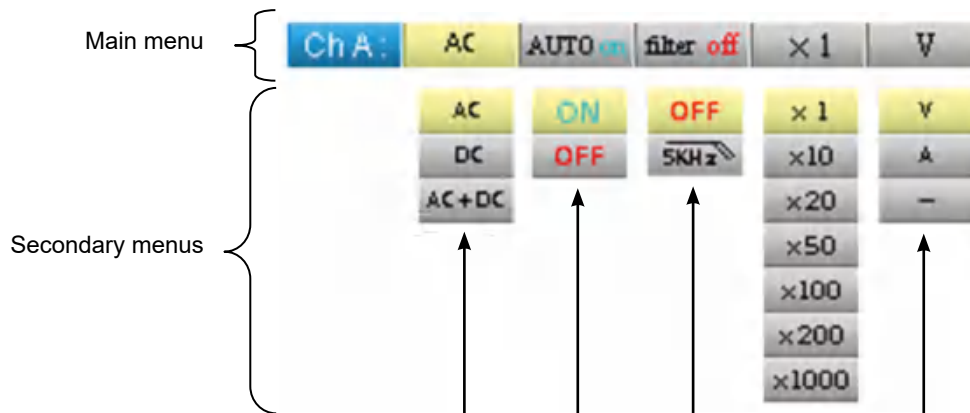 Main menu
Ch A: AC AUTO on filter off × 1 V
AC ON OFF × 1 V
DC OFF 5KHz ×10 A
AC+DC ×20 –
Secondary menus
×50
×100
×200
×1000